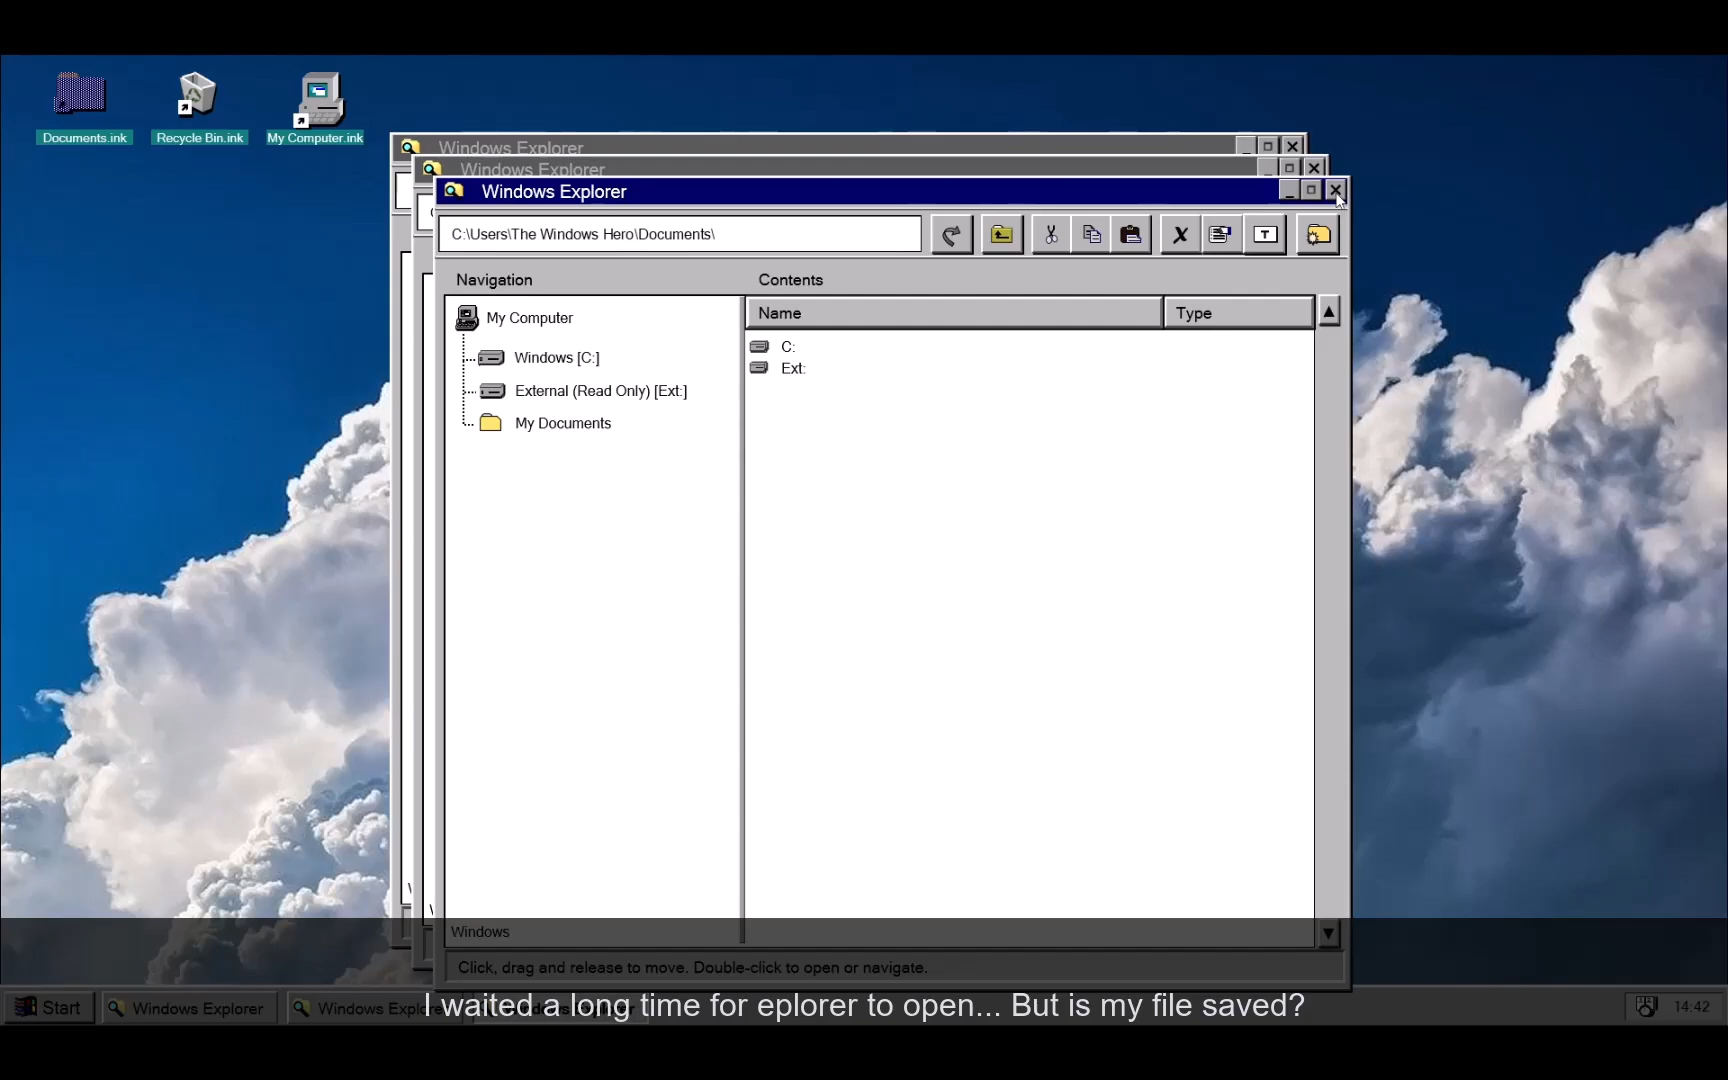 Documents.ink
Recycle Bin.ink
My Computer.ink
Windows Explorer
Windows Explorer
Windows Explorer
C:\Users\The Windows Hero\Documents\
T
Navigation
Contents
My Computer
Windows [C:]
External (Read Only) [Ext:]
My Documents
Name
Type
C:
Ext:
Windows
Click, drag and release to move. Double-click to open or navigate.
Start
Windows Explorer
Windows Explorer
I waited a long time for eplorer to open... But is my file saved?
14:42